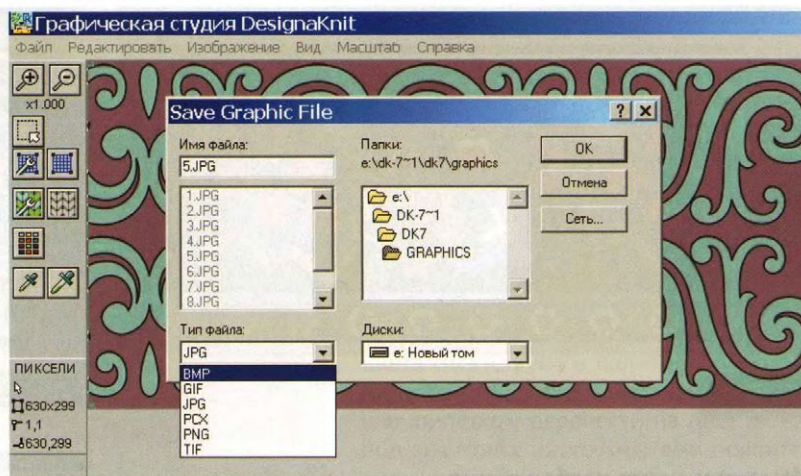 Графическая студия DesignaKnit
Файл Редактировать Изображение Вид Масштаб Справка
x1.000
Save Graphic File
Имя файла:
5.JPG
1.JPG
2.JPG
3.JPG
4.JPG
5.JPG
6.JPG
7.JPG
8.JPG
Папки:
e:\dk-7~1\dk7\graphics
e:\
DK-7~1
DK7
GRAPHICS
OK
Отмена
Сеть...
Тип файла:
JPG
BMP
GIF
JPG
PCX
PNG
TIF
Диски:
e: Новый том
ПИКСЕЛИ
630x299
1,1
630,299